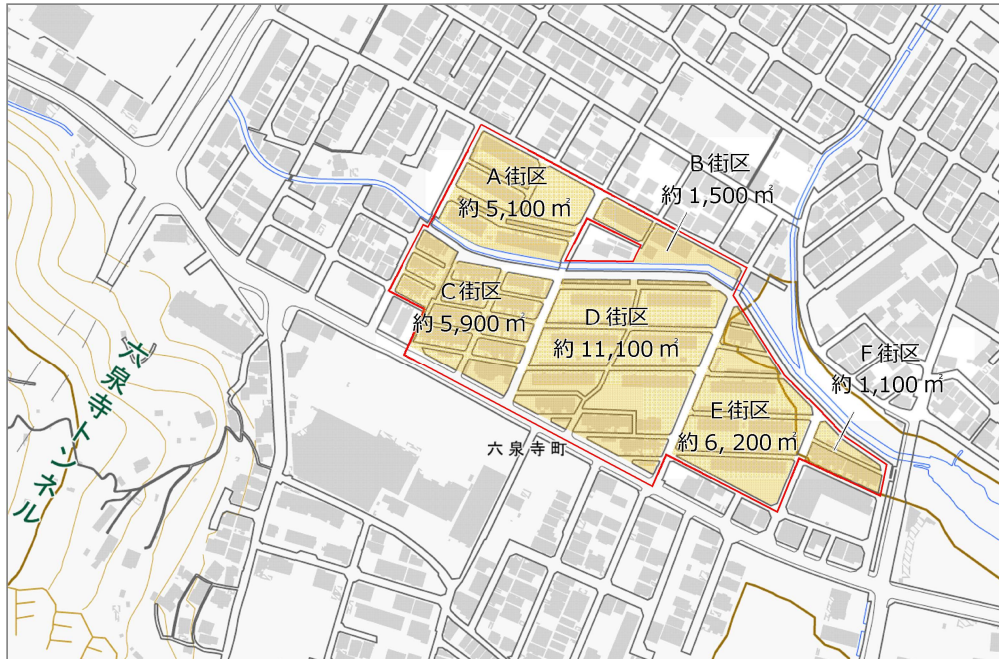 A街区
約 5,100 ㎡
B街区
約 1,500 ㎡
C街区
約 5,900 ㎡
D街区
約 11,100 ㎡
E街区
約 6, 200 ㎡
F街区
約 1,100 ㎡
六泉寺町
六泉寺トンネル